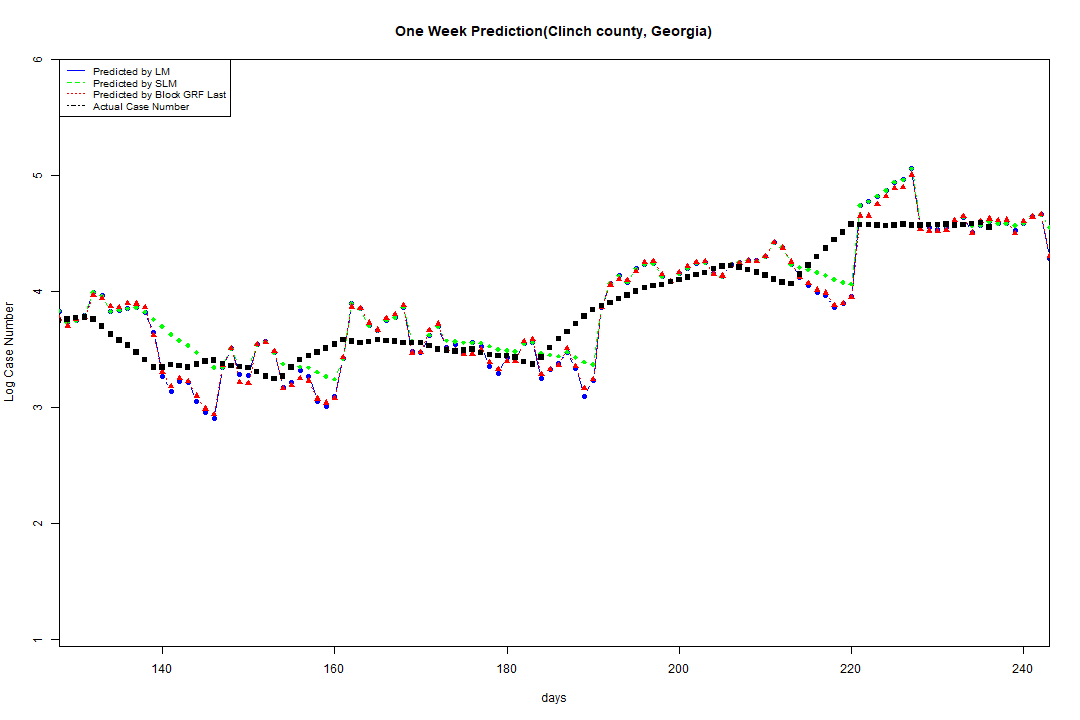 One Week Prediction(Clinch county, Georgia)
Predicted by LM
Predicted by SLM
Predicted by Block GRF Last
Actual Case Number
6
5
4
3
2
1
Log Case Number
140 160 180 200 220 240
days